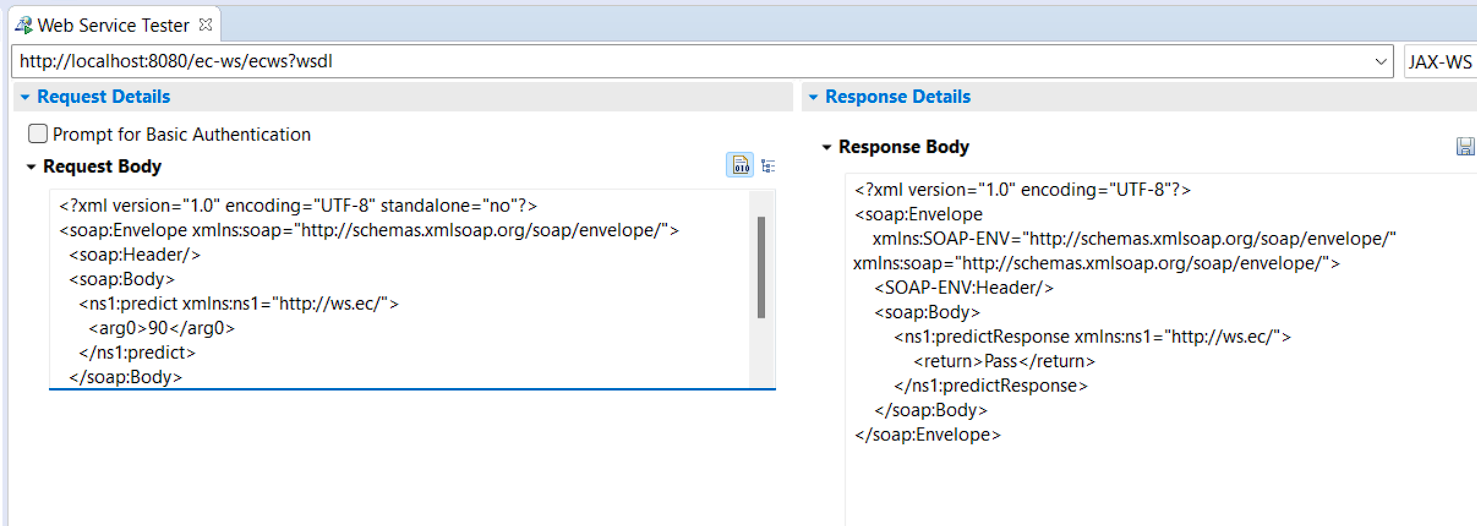 Web Service Tester
http://localhost:8080/ec-ws/ecws?wsdl
JAX-WS
Request Details
Prompt for Basic Authentication
Request Body
<?xml version="1.0" encoding="UTF-8" standalone="no"?>
<soap:Envelope xmlns:soap="http://schemas.xmlsoap.org/soap/envelope/">
<soap:Header/>
<soap:Body>
<ns1:predict xmlns:ns1="http://ws.ec/">
<arg0>90</arg0>
</ns1:predict>
</soap:Body>
Response Details
Response Body
<?xml version="1.0" encoding="UTF-8"?>
<soap:Envelope
xmlns:SOAP-ENV="http://schemas.xmlsoap.org/soap/envelope/"
xmlns:soap="http://schemas.xmlsoap.org/soap/envelope/">
<SOAP-ENV:Header/>
<soap:Body>
<ns1:predictResponse xmlns:ns1="http://ws.ec/">
<return>Pass</return>
</ns1:predictResponse>
</soap:Body>
</soap:Envelope>